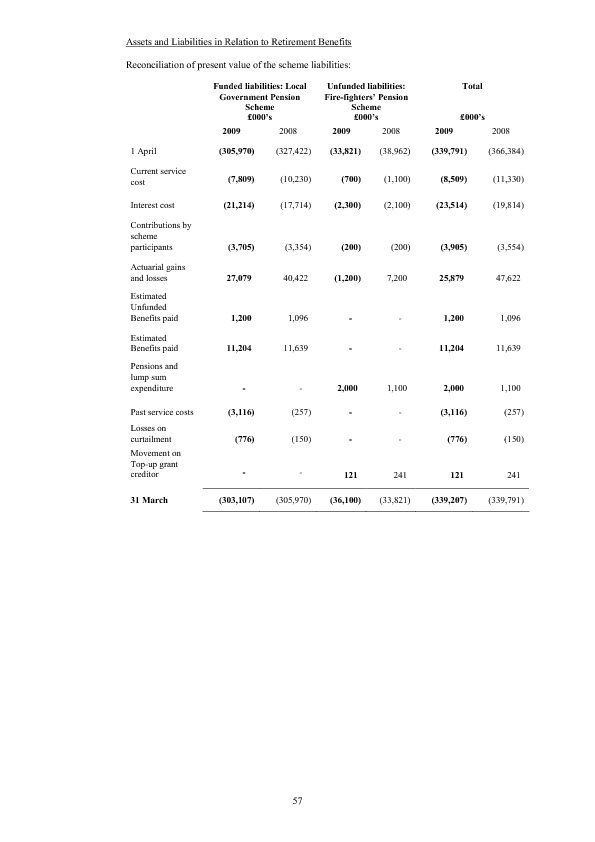 Assets and Liabilities in Relation to Retirement Benefits
Reconciliation of present value of the scheme liabilities:
Funded liabilities: Local Government Pension Scheme £000's Unfunded liabilities: Fire-fighters' Pension Scheme £000's Total £000's
2009 2008 2009 2008 2009 2008
1 April (305,970) (327,422) (33,821) (38,962) (339,791) (366,384)
Current service
cost (7,809) (10,230) (700) (1,100) (8,509) (11,330)
Interest cost (21,214) (17,714) (2,300) (2,100) (23,514) (19,814)
Contributions by
scheme
participants (3,705) (3,354) (200) (200) (3,905) (3,554)
Actuarial gains
and losses 27,079 40,422 (1,200) 7,200 25,879 47,622
Estimated
Unfunded
Benefits paid 1,200 1,096 - - 1,200 1,096
Estimated
Benefits paid 11,204 11,639 - - 11,204 11,639
Pensions and
lump sum
expenditure - - 2,000 1,100 2,000 1,100
Past service costs (3,116) (257) - - (3,116) (257)
Losses on
curtailment (776) (150) - - (776) (150)
Movement on
Top-up grant
creditor - - 121 241 121 241
31 March (303,107) (305,970) (36,100) (33,821) (339,207) (339,791)
57